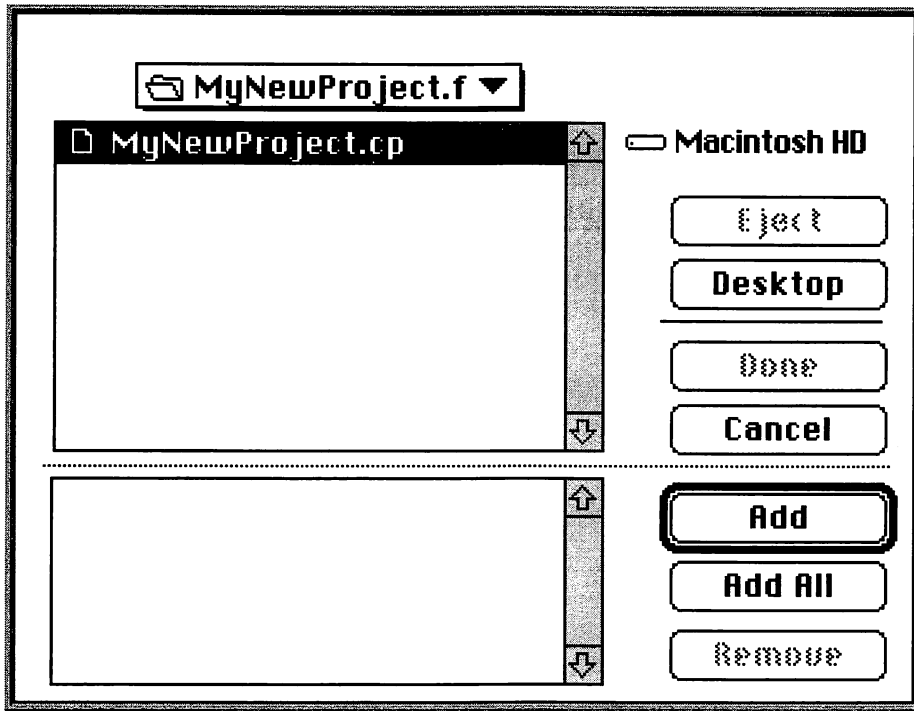 MyNewProject.f
MyNewProject.cp
Macintosh HD
Eject
Desktop
Done
Cancel
Add
Add All
Remove